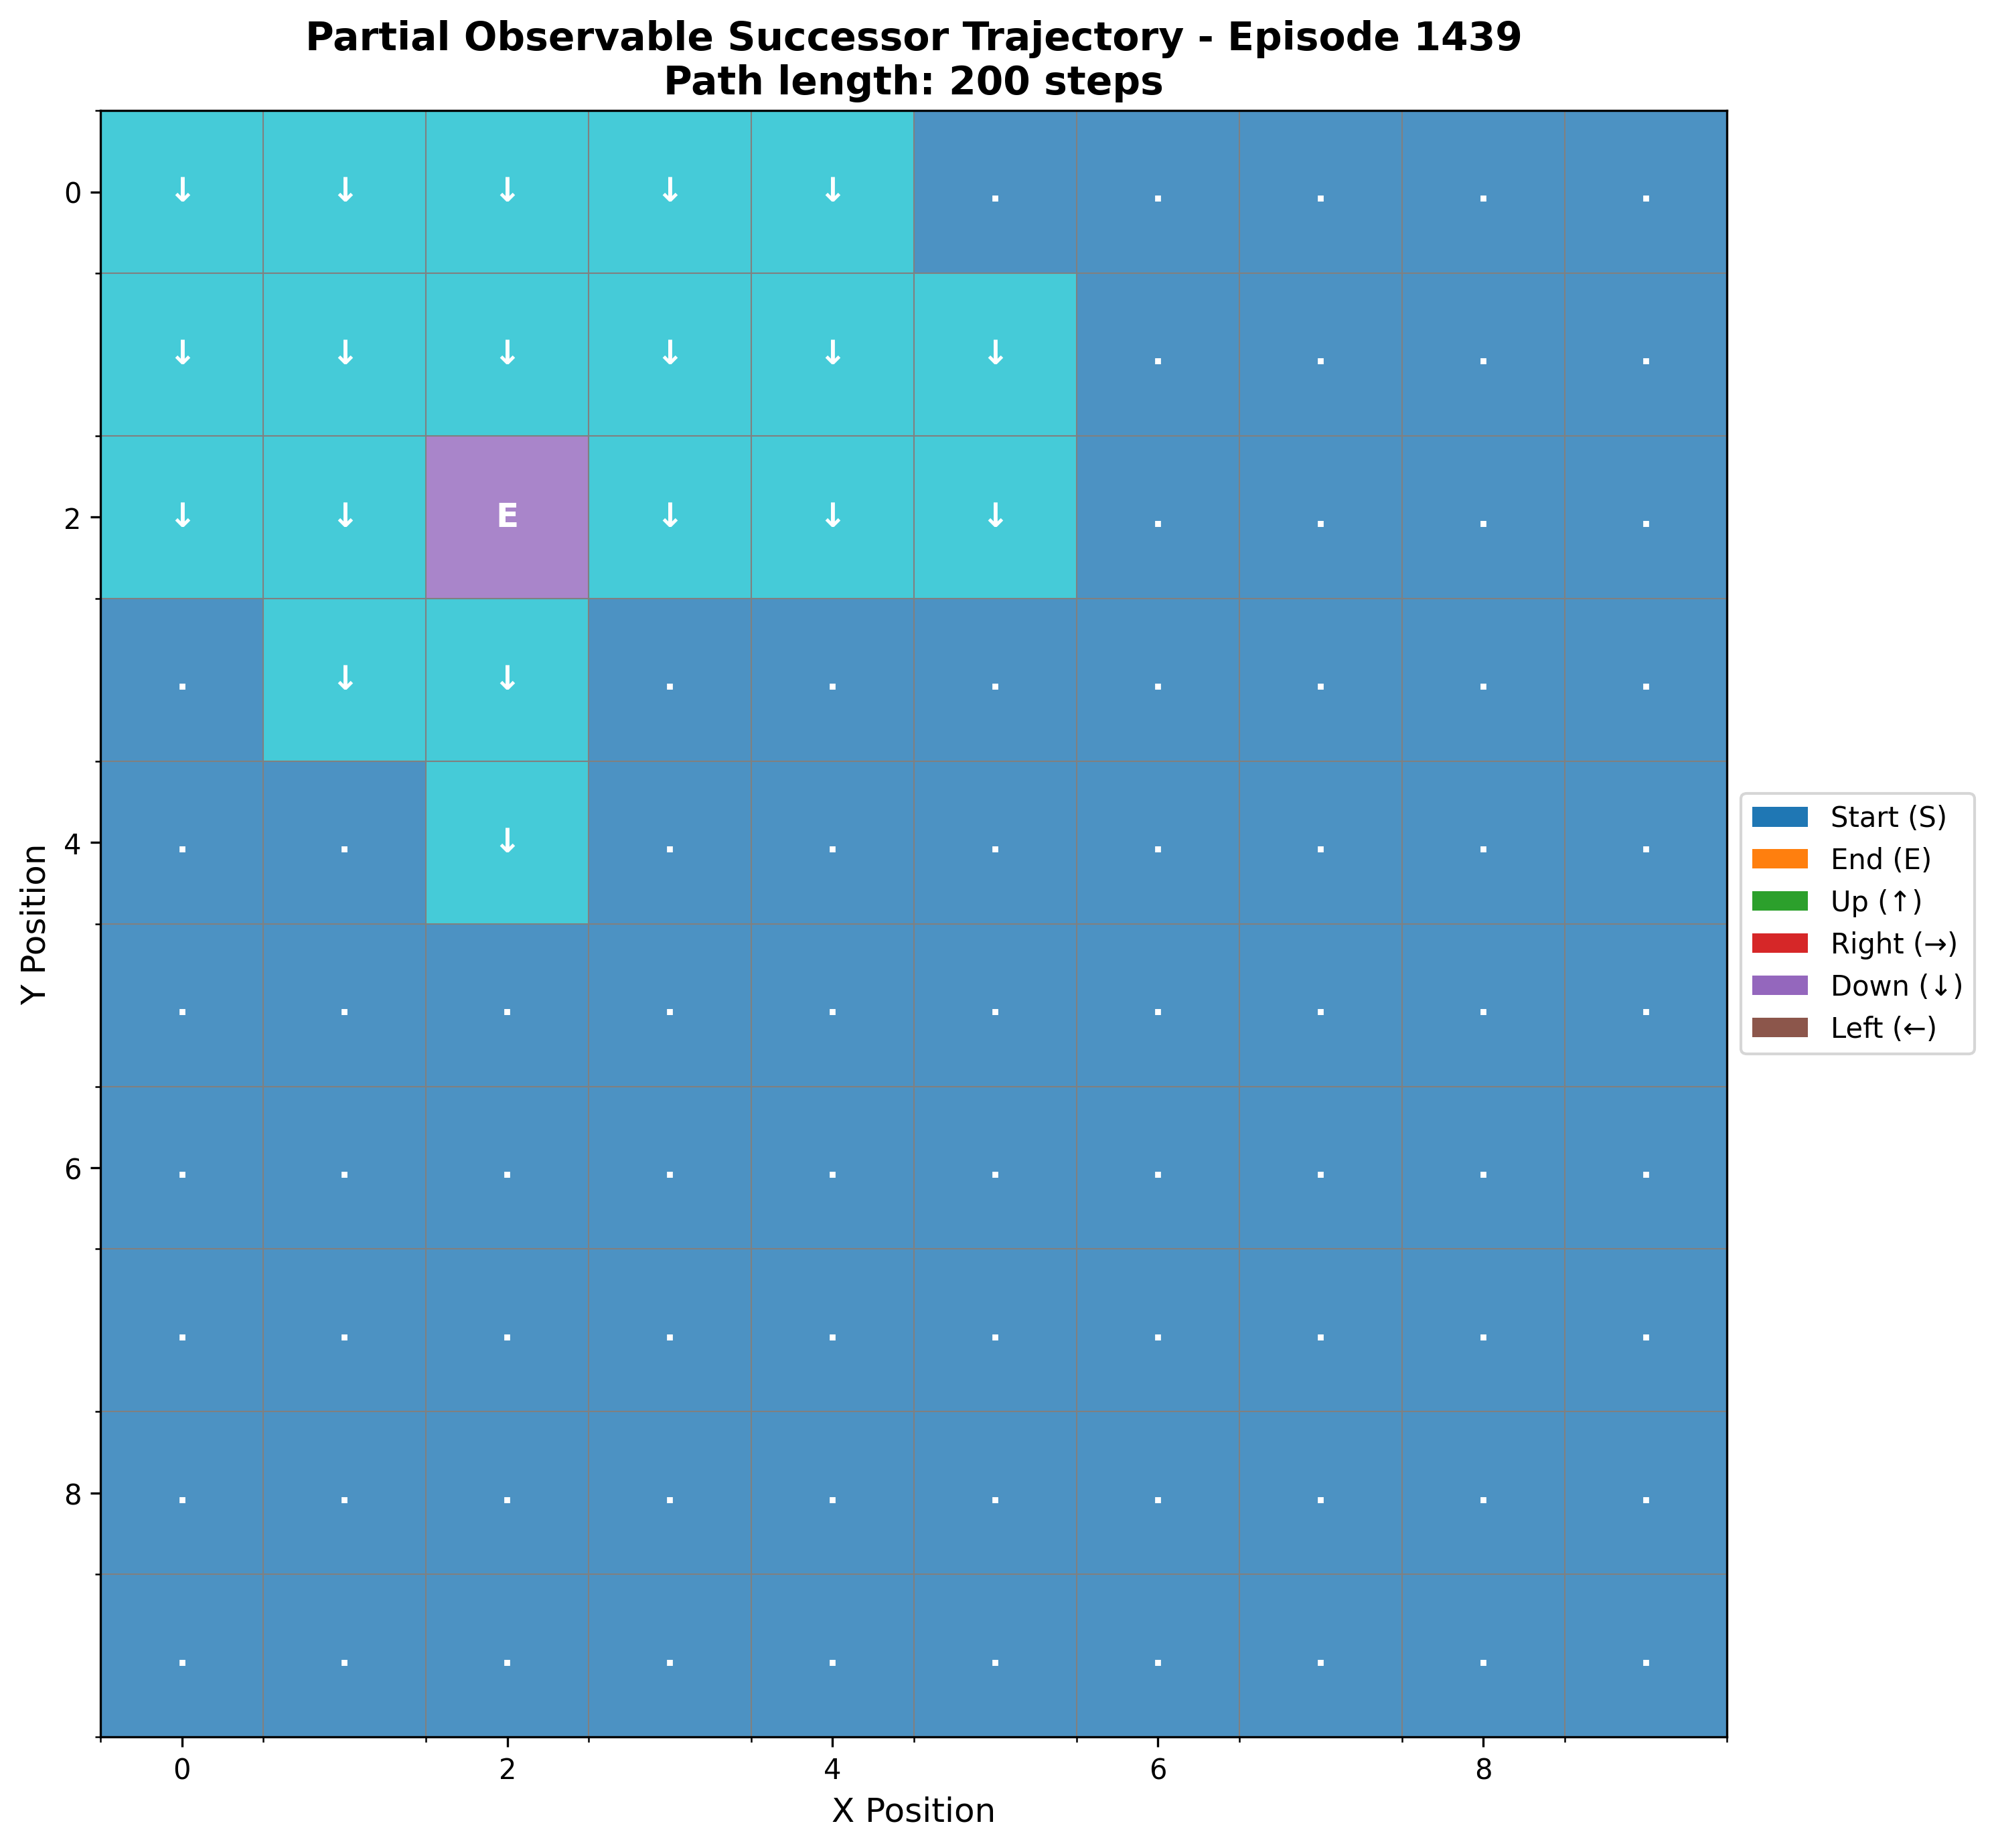 Partial Observable Successor Trajectory - Episode 1439
Path length: 200 steps
0 ↓ ↓ ↓ ↓ ↓ . . . . .
↓ ↓ ↓ ↓ ↓ ↓ . . . .
2 ↓ ↓ E ↓ ↓ ↓ . . . .
. ↓ ↓ . . . . . . .
4 . . ↓ . . . . . . .
. . . . . . . . . .
6 . . . . . . . . . .
. . . . . . . . . .
8 . . . . . . . . . .
. . . . . . . . . .
0 2 4 6 8
X Position
Y Position
Start (S)
End (E)
Up (↑)
Right (→)
Down (↓)
Left (←)